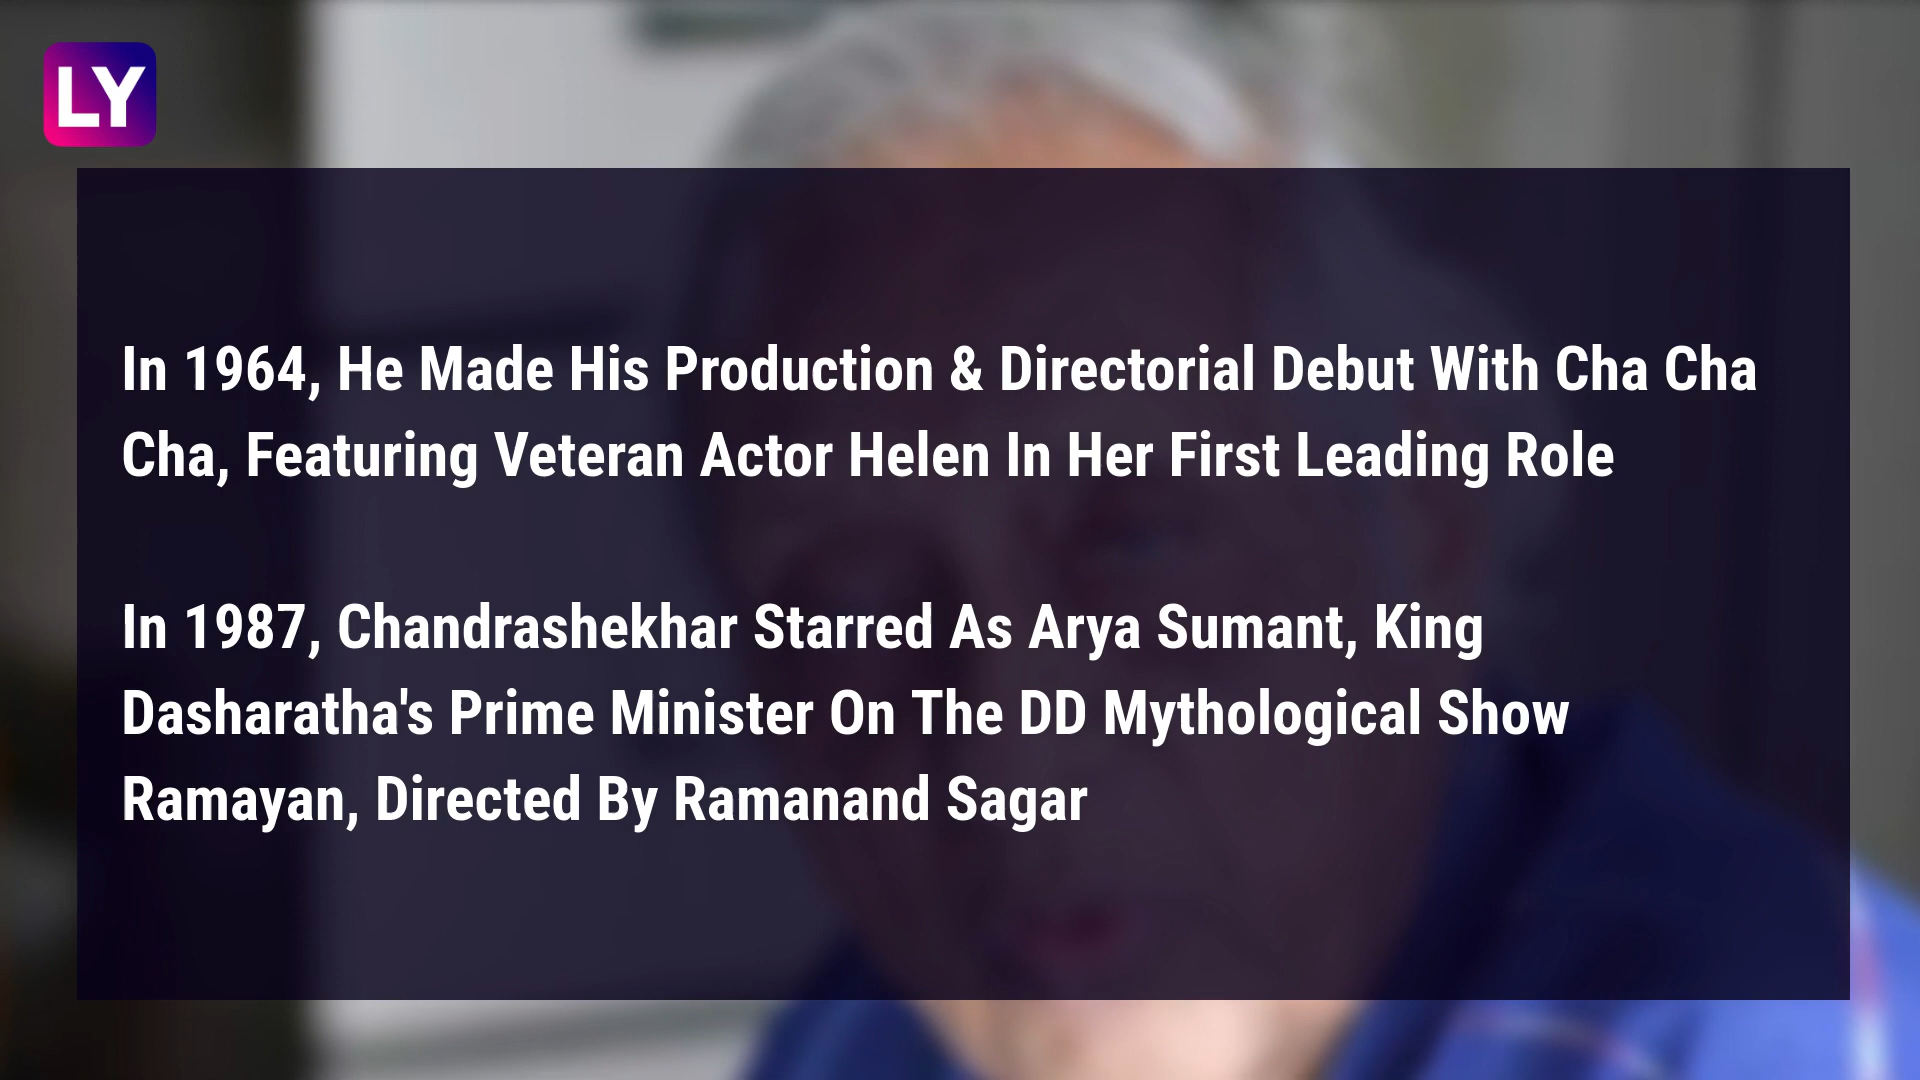 LY
In 1964, He Made His Production & Directorial Debut With Cha Cha
Cha, Featuring Veteran Actor Helen In Her First Leading Role
In 1987, Chandrashekhar Starred As Arya Sumant, King
Dasharatha's Prime Minister On The DD Mythological Show
Ramayan, Directed By Ramanand Sagar